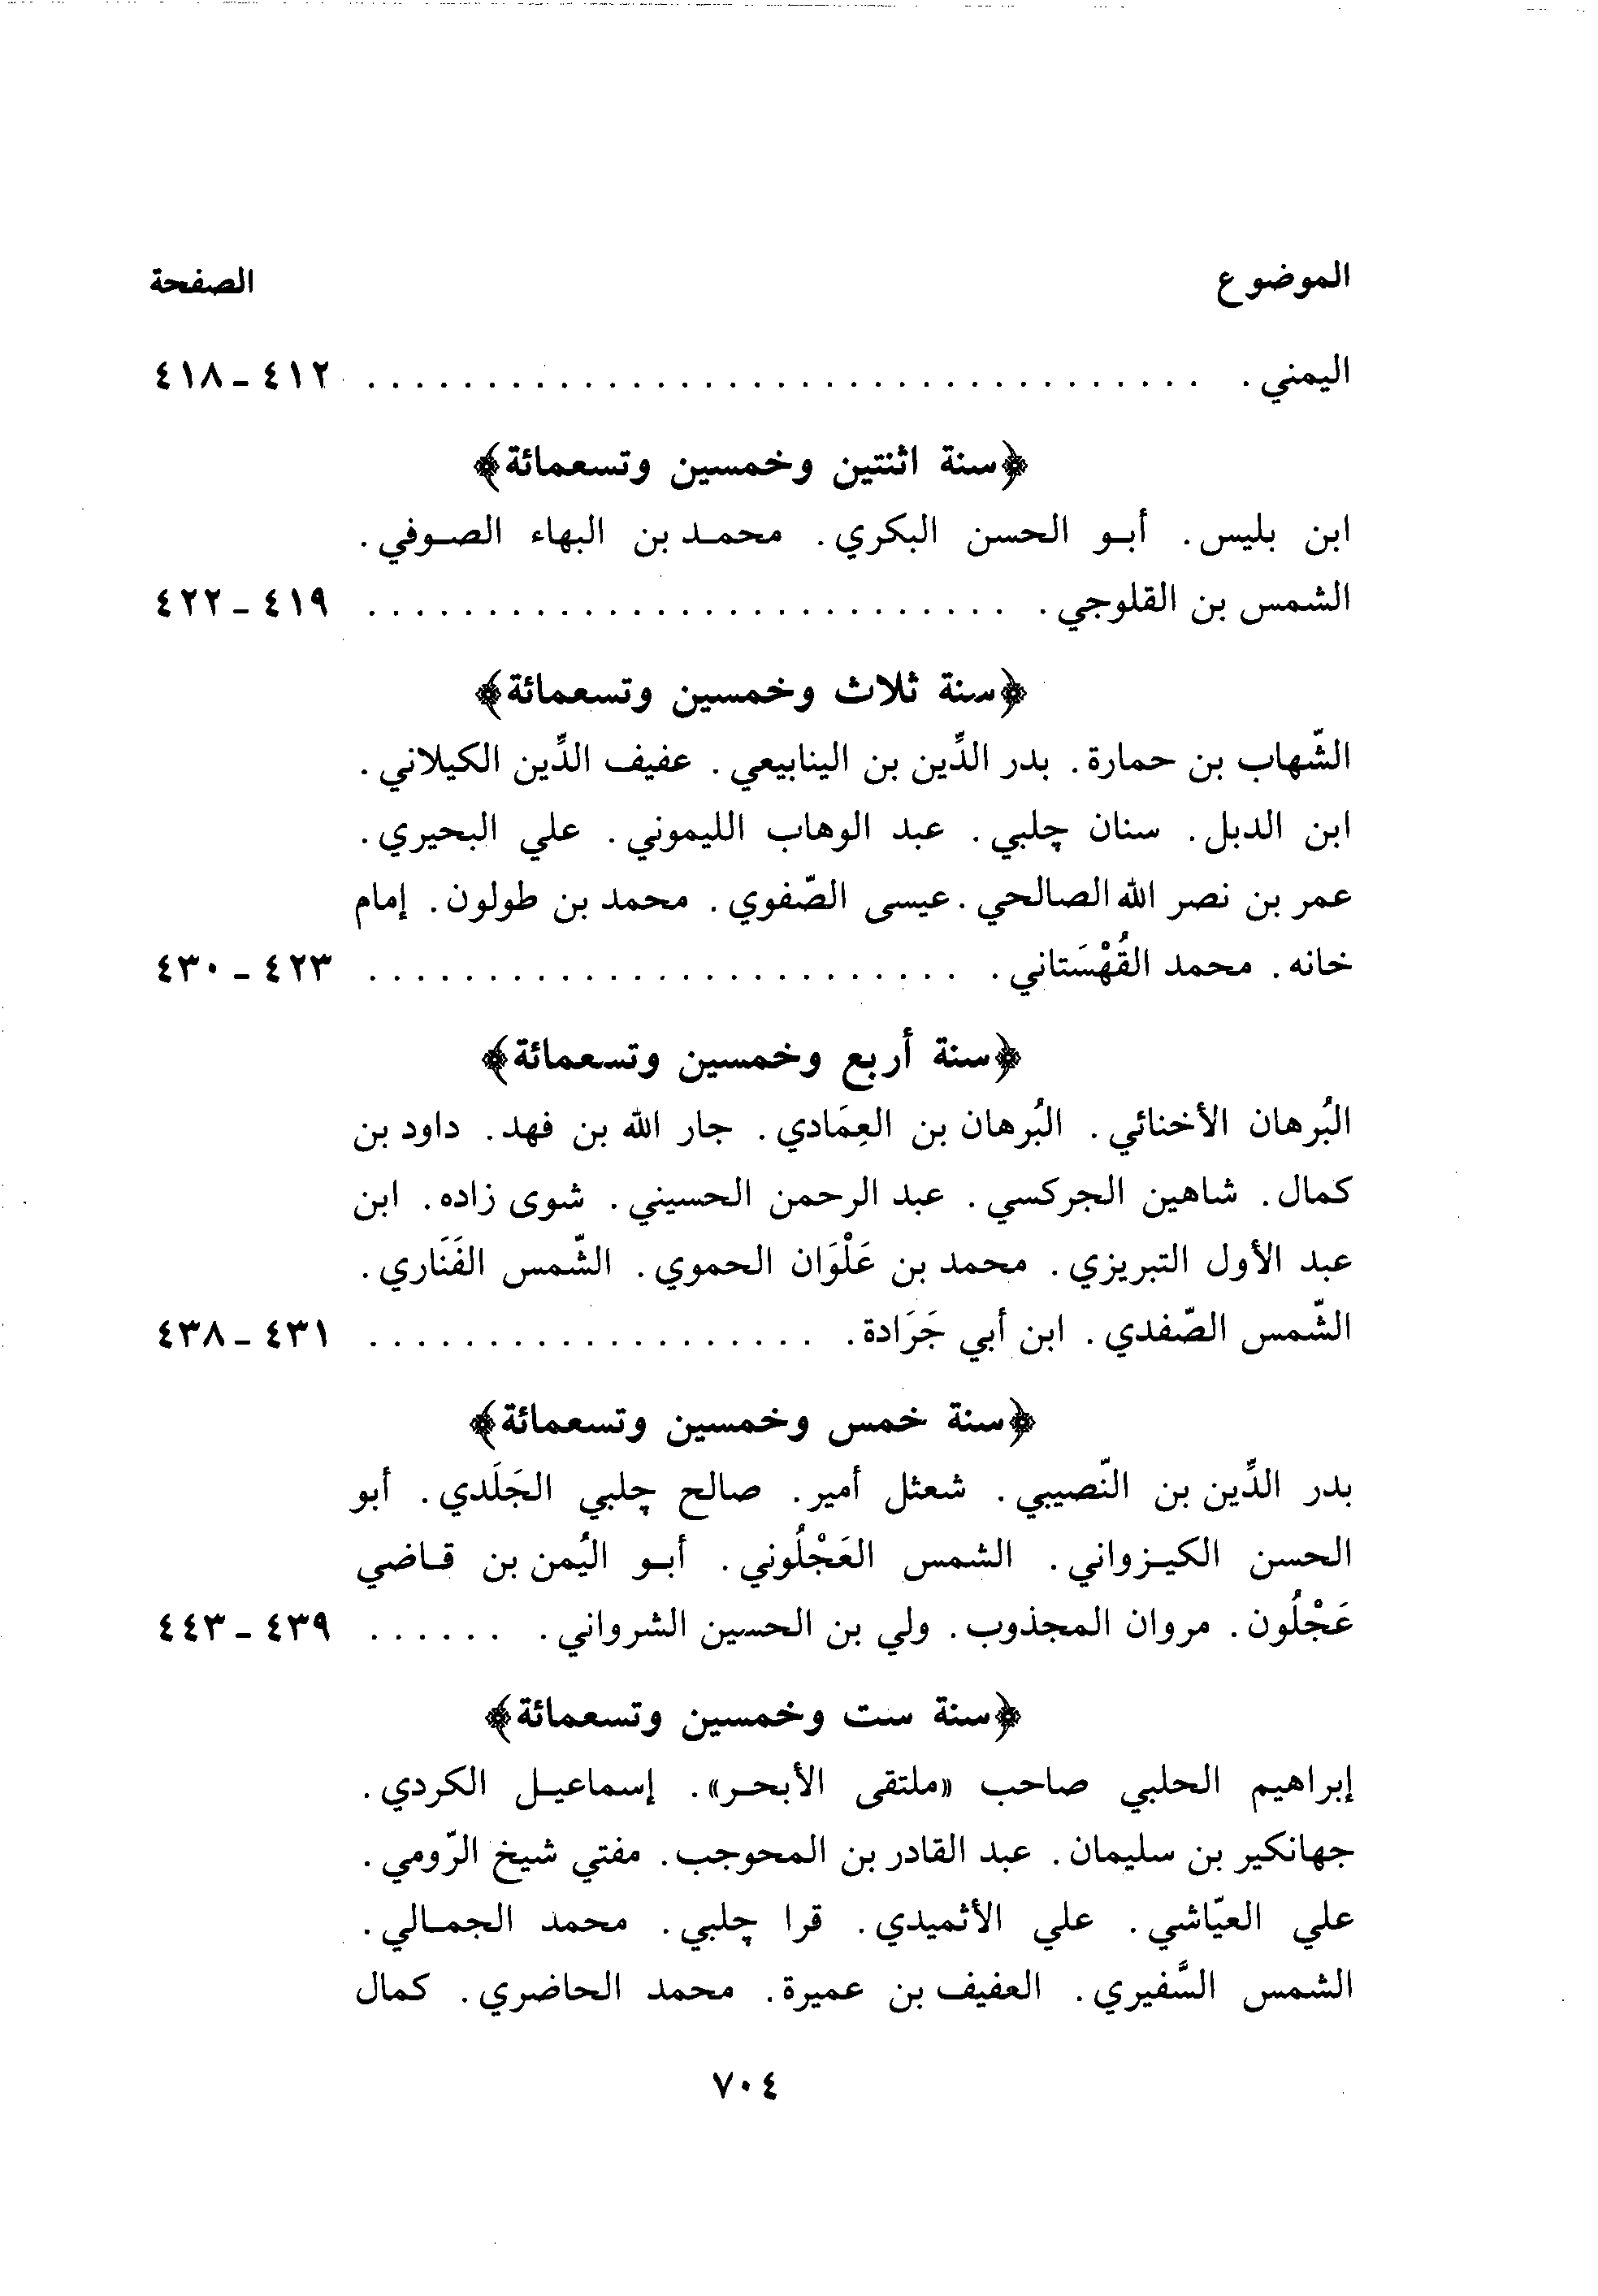 الموضوع الصفحة
اليمني . . . . . . . . . . . . . . . . . . . . . . . . . . . . . . . . . . . . ٤١٢ - ٤١٨
﴿سنة اثنتين وخمسين وتسعمائة﴾
ابن بليس. أبو الحسن البكري. محمد بن البهاء الصوفي.
الشمس بن القلوجي . . . . . . . . . . . . . . . . . . . . . . . . . . . . ٤١٩ - ٤٢٢
﴿سنة ثلاث وخمسين وتسعمائة﴾
الشّهاب بن حمارة. بدر الدِّين بن الينابيعي. عفيف الدِّين الكيلاني.
ابن الدبل. سنان چلبي. عبد الوهاب الليموني. علي البحيري.
عمر بن نصر الله الصالحي. عيسى الصّفوي. محمد بن طولون. إمام
خانه. محمد القُهْسَتاني . . . . . . . . . . . . . . . . . . . . . . . . . . ٤٢٣ - ٤٣٠
﴿سنة أربع وخمسين وتسعمائة﴾
البُرهان الأخنائي. البُرهان بن العِمَادي. جار الله بن فهد. داود بن
كمال. شاهين الجركسي. عبد الرحمن الحسيني. شوى زاده. ابن
عبد الأول التبريزي. محمد بن عَلْوَان الحموي. الشّمس الفَنَاري.
الشّمس الصّفدي. ابن أبي جَرَادة . . . . . . . . . . . . . . . . . . . . ٤٣١ - ٤٣٨
﴿سنة خمس وخمسين وتسعمائة﴾
بدر الدِّين بن النّصيبي. شعثل أمير. صالح چلبي الجَلَدي. أبو
الحسن الكيزواني. الشمس العَجْلُوني. أبو اليُمن بن قاضي
عَجْلُون. مروان المجذوب. ولي بن الحسين الشرواني . . . . . . . ٤٣٩ - ٤٤٣
﴿سنة ست وخمسين وتسعمائة﴾
إبراهيم الحلبي صاحب «ملتقى الأبحر». إسماعيل الكردي.
جهانكير بن سليمان. عبد القادر بن المحوجب. مفتي شيخ الرّومي.
علي العيّاشي. علي الأثميدي. قرا چلبي. محمد الجمالي.
الشمس السَّفيري. العفيف بن عميرة. محمد الحاضري. كمال
٧٠٤